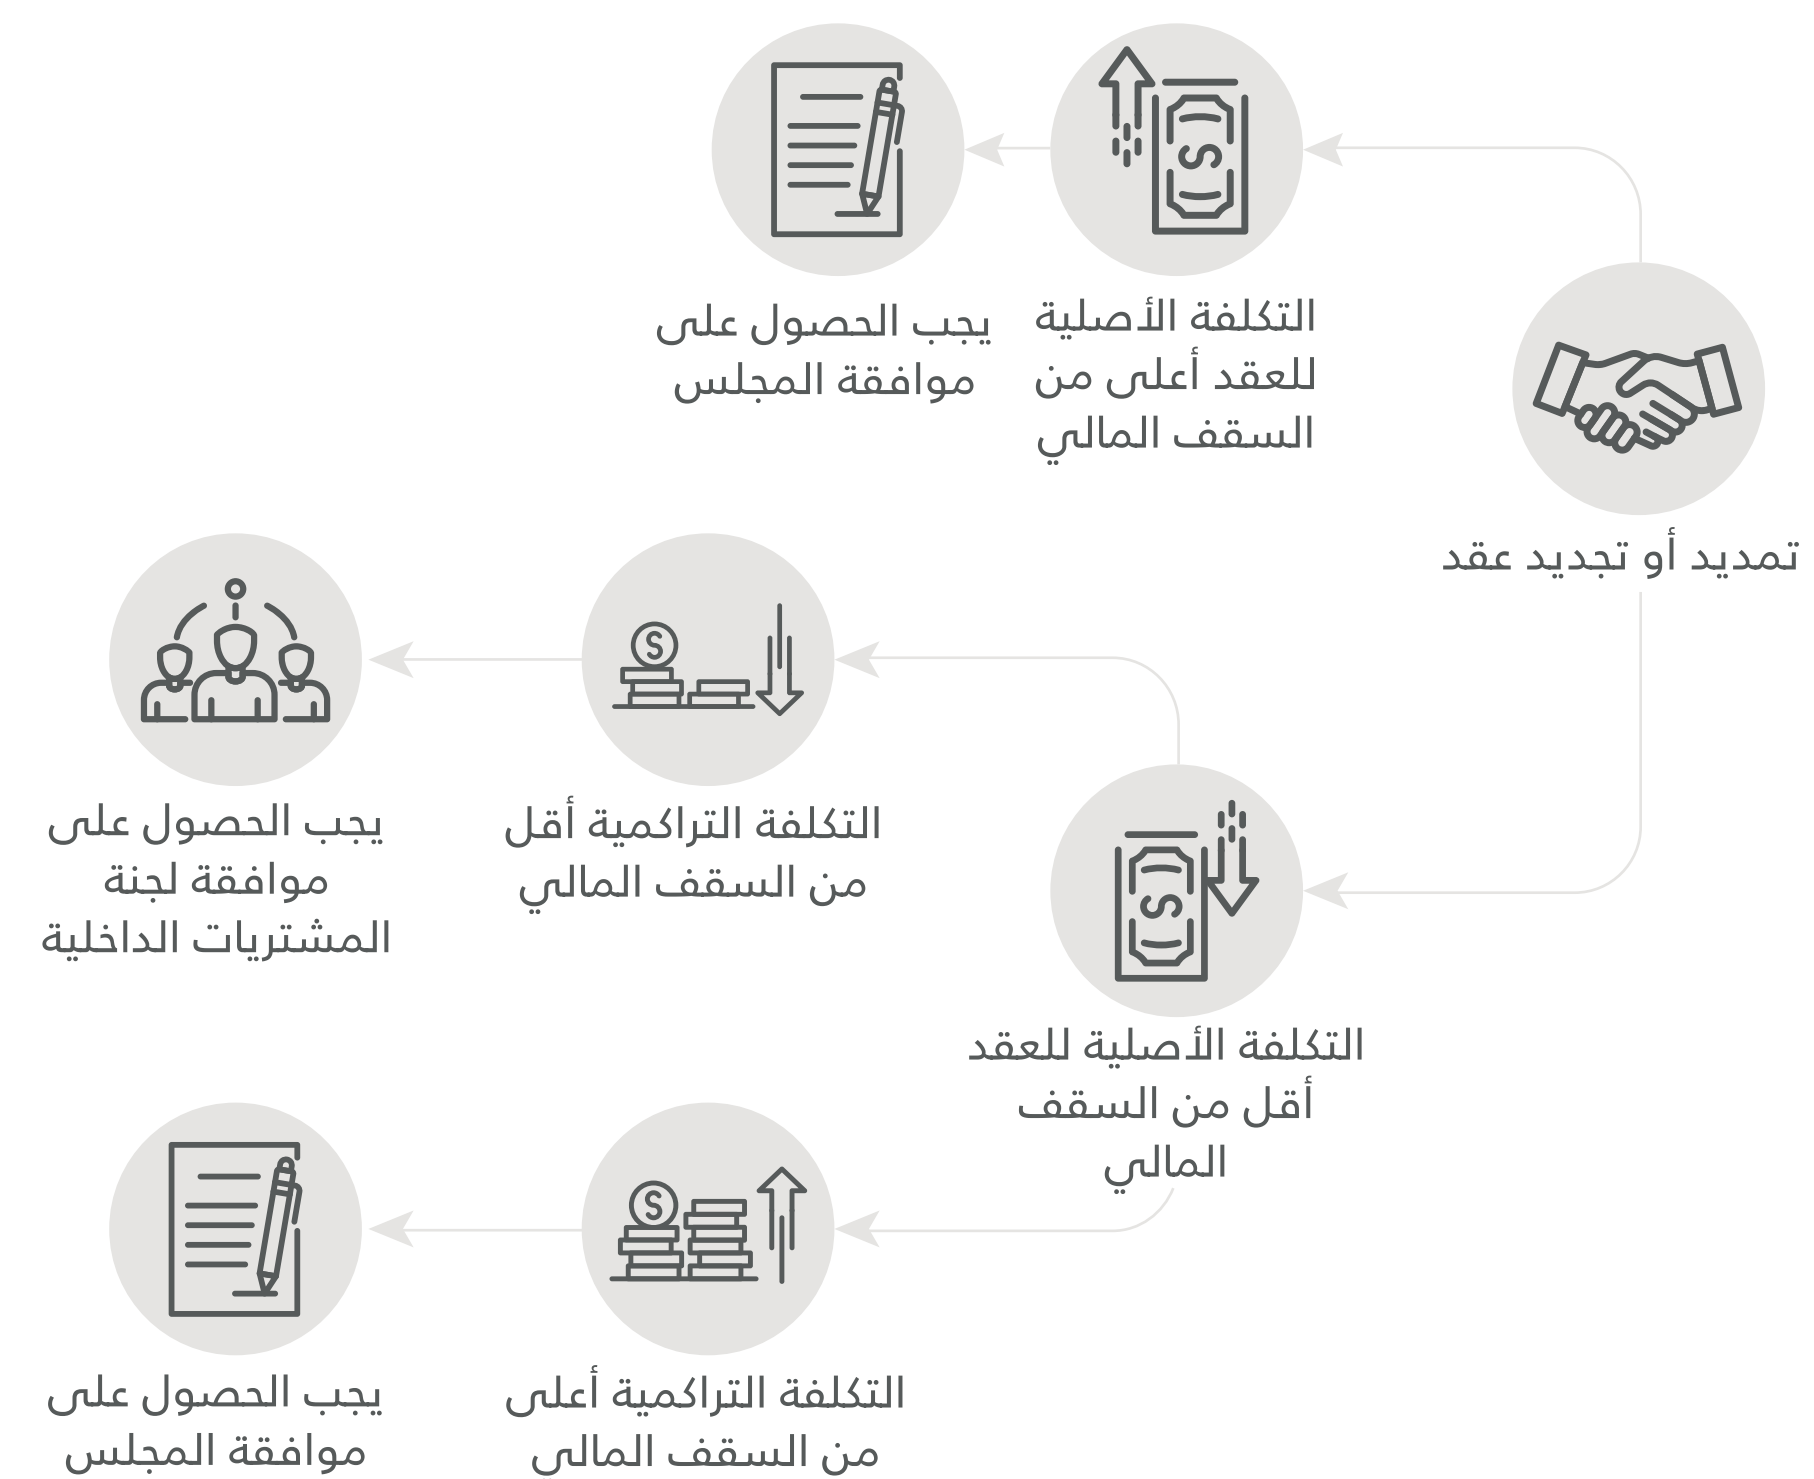 تمديد أو تجديد عقد
التكلفة الأصلية
للعقد أعلى من
السقف المالي
يجب الحصول على
موافقة المجلس
التكلفة الأصلية للعقد
أقل من السقف
المالي
التكلفة التراكمية أقل
من السقف المالي
يجب الحصول على
موافقة لجنة
المشتريات الداخلية
التكلفة التراكمية أعلى
من السقف المالي
يجب الحصول على
موافقة المجلس